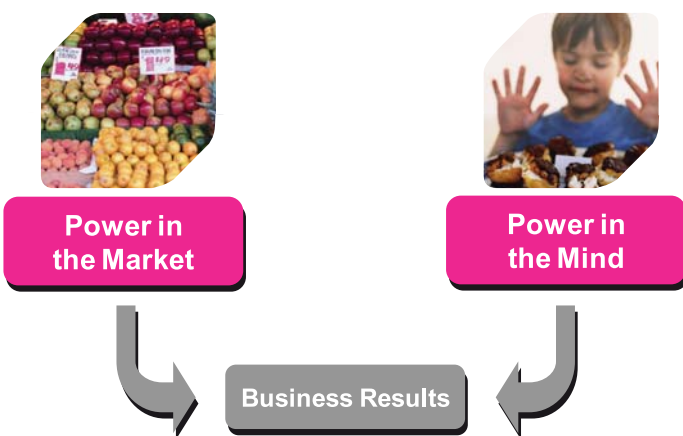 Power in
the Market
Power in
the Mind
Business Results